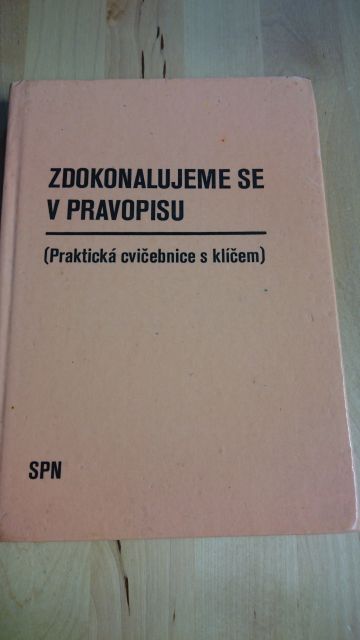 ZDOKONALUJEME SE
V PRAVOPISU
(Praktická cvičebnice s klíčem)
SPN